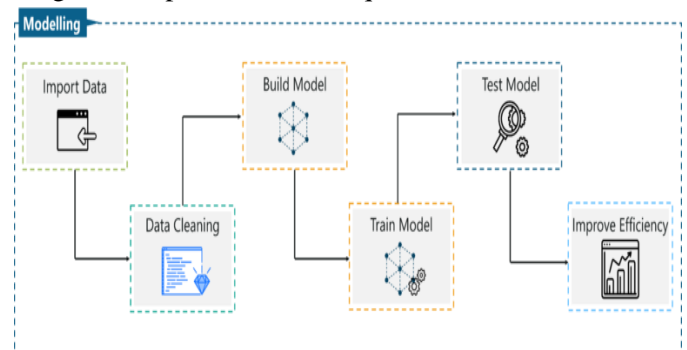 Modelling
Import Data
Data Cleaning
Build Model
Train Model
Test Model
Improve Efficiency